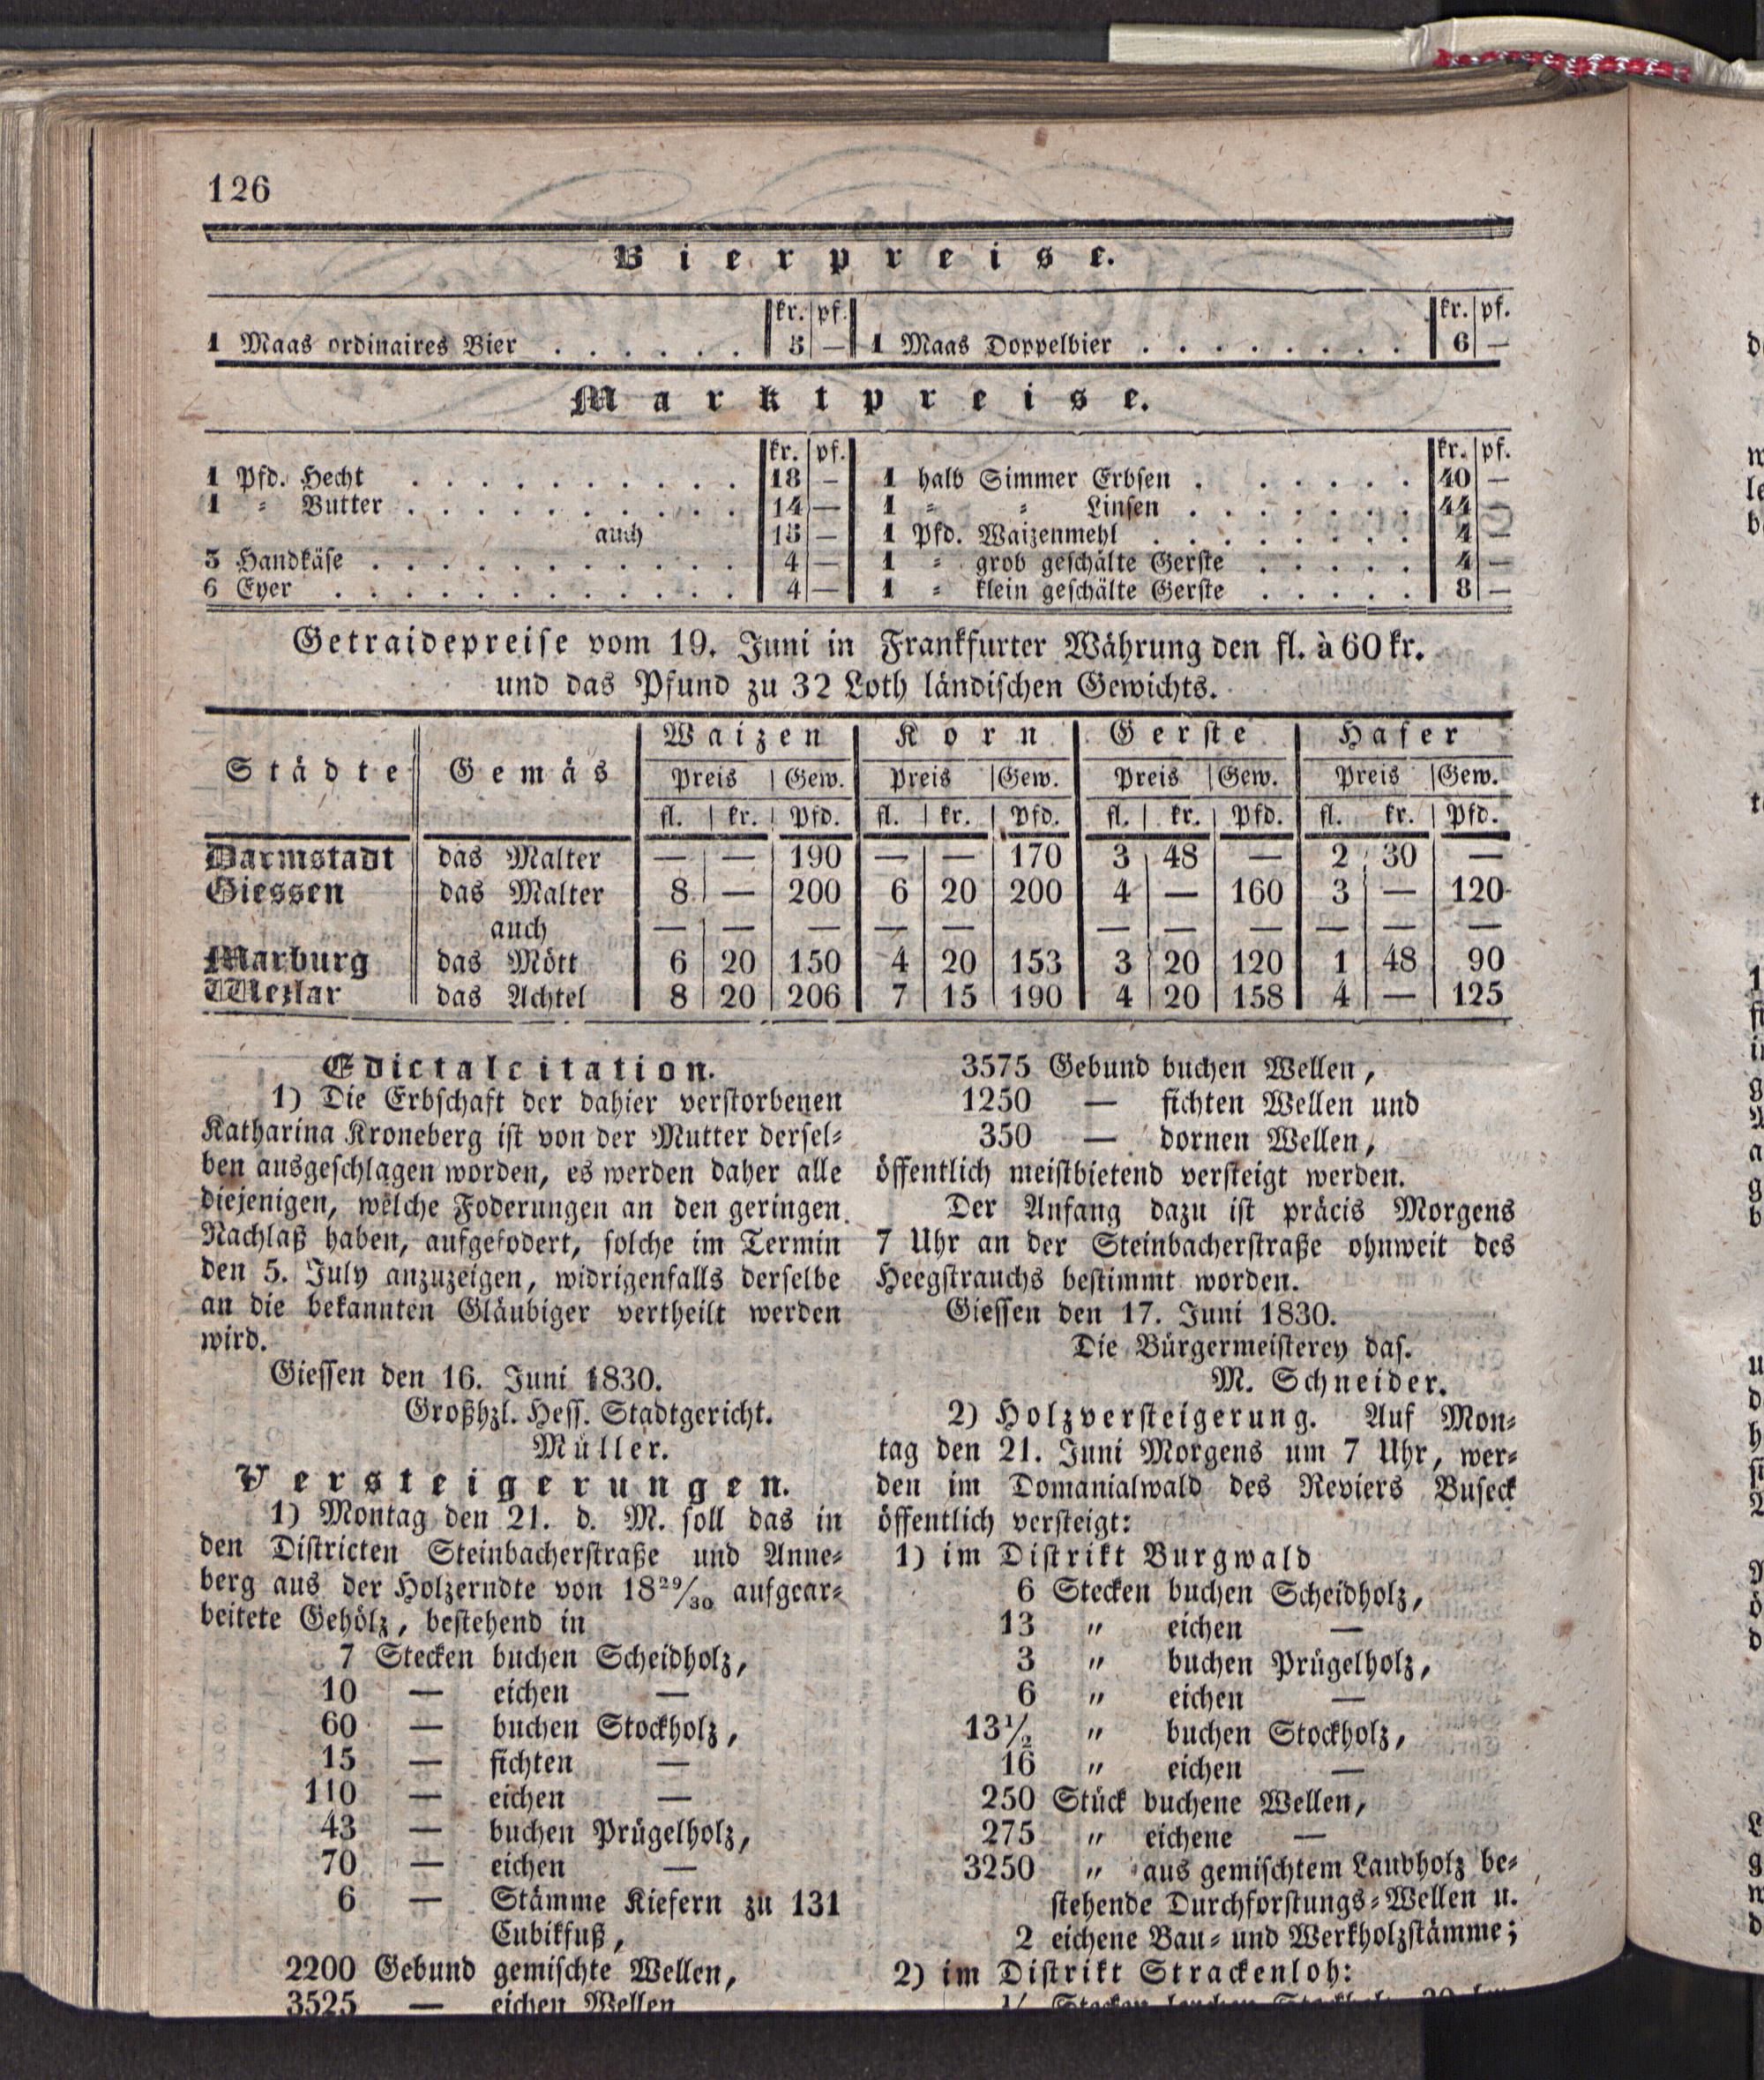 126
Bierpreise.
kr. pf. kr. pf.
1 Maas ordinaires Bier . . . . . . 5 — 1 Maas Doppelbier . . . . . . . . 6 —
Marktpreise.
kr. pf. kr. pf.
1 Pfd. Hecht . . . . . . . . . . 18 — 1 halb Simmer Erbsen . . . . . . 40 —
1 = Butter . . . . . . . . . . 14 — 1 = = Linsen . . . . . . . 44 —
auch 13 — 1 Pfd. Waizenmehl . . . . . . . . 4 —
3 Handkäse . . . . . . . . . . . 4 — 1 = grob geschälte Gerste . . . . . 4 —
6 Eyer . . . . . . . . . . . . 4 — 1 = klein geschälte Gerste . . . . . 8 —
Getraidepreise vom 19. Juni in Frankfurter Währung den fl. à 60 kr.
und das Pfund zu 32 Loth ländischen Gewichts.
Städte Gemäs Waizen Korn Gerste Hafer
Preis Gew. Preis Gew. Preis Gew. Preis Gew.
fl. kr. Pfd. fl. kr. Pfd. fl. kr. Pfd. fl. kr. Pfd.
Darmstadt das Malter — — 190 — — 170 3 48 — 2 30 —
Giessen das Malter 8 — 200 6 20 200 4 — 160 3 — 120
auch — — — — — — — — — — —
Marburg das Mött 6 20 150 4 20 153 3 20 120 1 48 90
Wezlar das Achtel 8 20 206 7 15 190 4 20 158 4 — 125
Edictalcitation.
1) Die Erbschaft der dahier verstorbenen
Katharina Kroneberg ist von der Mutter dersel=
ben ausgeschlagen worden, es werden daher alle
diejenigen, welche Foderungen an den geringen
Nachlaß haben, aufgefodert, solche im Termin
den 5. July anzuzeigen, widrigenfalls derselbe
an die bekannten Gläubiger vertheilt werden
wird.
Giessen den 16. Juni 1830.
Großhzl. Hess. Stadtgericht.
Müller.
Versteigerungen.
1) Montag den 21. d. M. soll das in
den Districten Steinbacherstraße und Anne=
berg aus der Holzerndte von 18²⁹/₃₀ aufgear=
beitete Gehölz, bestehend in
7 Stecken buchen Scheidholz,
10 — eichen —
60 — buchen Stockholz,
15 — fichten —
110 — eichen —
43 — buchen Prügelholz,
70 — eichen —
6 — Stämme Kiefern zu 131
Cubikfuß,
2200 Gebund gemischte Wellen,
3525 — eichen Wellen
3575 Gebund buchen Wellen,
1250 — fichten Wellen und
350 — dornen Wellen,
öffentlich meistbietend versteigt werden.
Der Anfang dazu ist präcis Morgens
7 Uhr an der Steinbacherstraße ohnweit des
Heegstrauchs bestimmt worden.
Giessen den 17. Juni 1830.
Die Bürgermeisterey das.
M. Schneider.
2) Holzversteigerung. Auf Mon=
tag den 21. Juni Morgens um 7 Uhr, wer=
den im Domanialwald des Reviers Buseck
öffentlich versteigt:
1) im Distrikt Burgwald
6 Stecken buchen Scheidholz,
13 " eichen —
3 " buchen Prügelholz,
6 " eichen —
13½ " buchen Stockholz,
16 " eichen —
250 Stück buchene Wellen,
275 " eichene —
3250 " aus gemischtem Laubholz be=
stehende Durchforstungs=Wellen u.
2 eichene Bau= und Werkholzstämme;
2) im Distrikt Strackenloh: